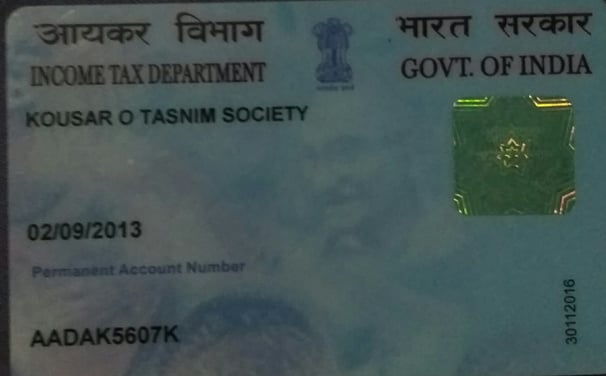 आयकर विभाग
INCOME TAX DEPARTMENT
भारत सरकार
GOVT. OF INDIA
KOUSAR O TASNIM SOCIETY
02/09/2013
Permanent Account Number
AADAK5607K
30112016